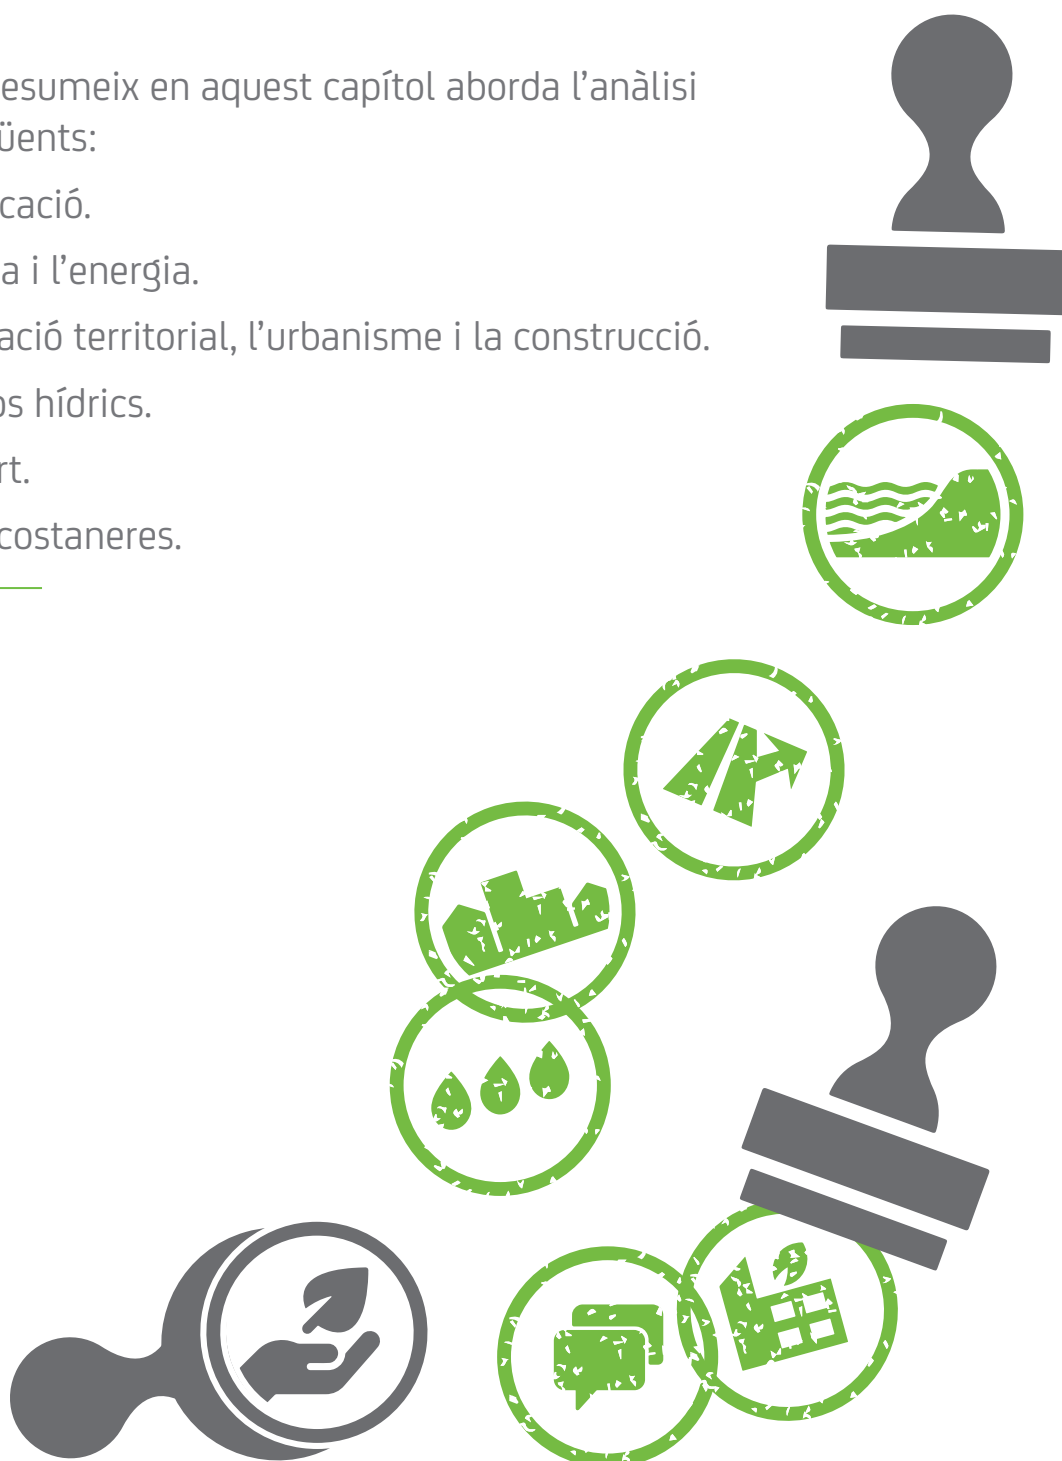 esumeix en aquest capítol aborda l’anàlisi
üents:
cació.
a i l’energia.
ació territorial, l’urbanisme i la construcció.
os hídrics.
rt.
costaneres.